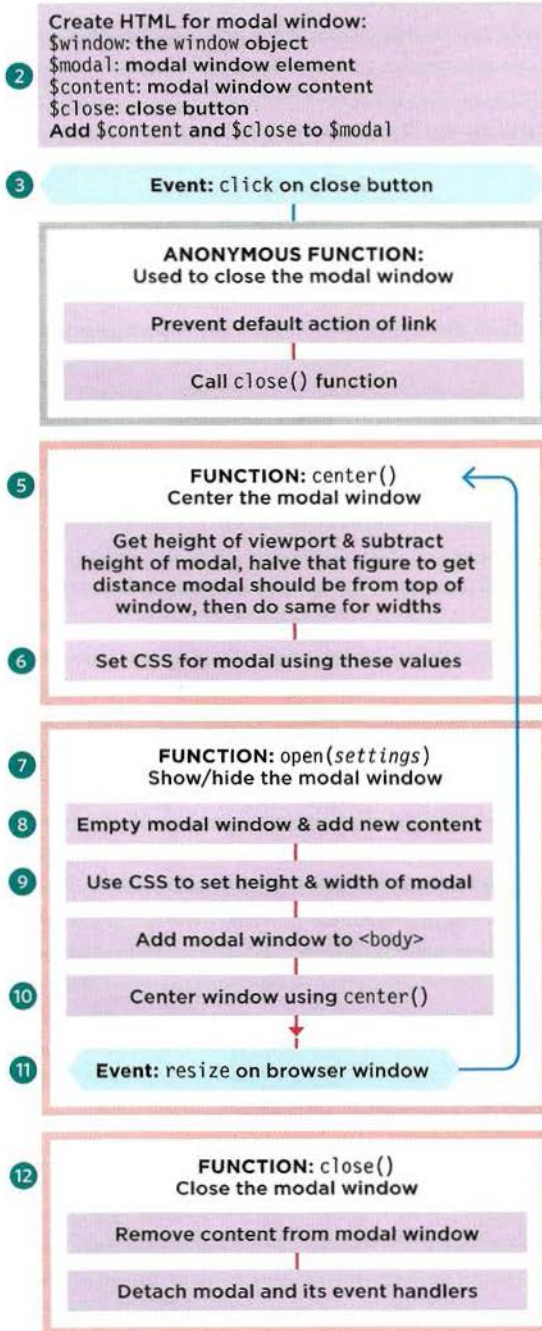 Create HTML for modal window:
$window: the window object
2
$modal: modal window element
$content: modal window content
$close: close button
Add $content and $close to $modal
3
Event: click on close button
ANONYMOUS FUNCTION:
Used to close the modal window
Prevent default action of link
Call close() function
5
FUNCTION: center()
Center the modal window
Get height of viewport & subtract
height of modal, halve that figure to get
distance modal should be from top of
window, then do same for widths
6
Set CSS for modal using these values
7
FUNCTION: open(settings)
Show/hide the modal window
8
Empty modal window & add new content
9
Use CSS to set height & width of modal
Add modal window to <body>
10
Center window using center()
11
Event: resize on browser window
12
FUNCTION: close()
Close the modal window
Remove content from modal window
Detach modal and its event handlers